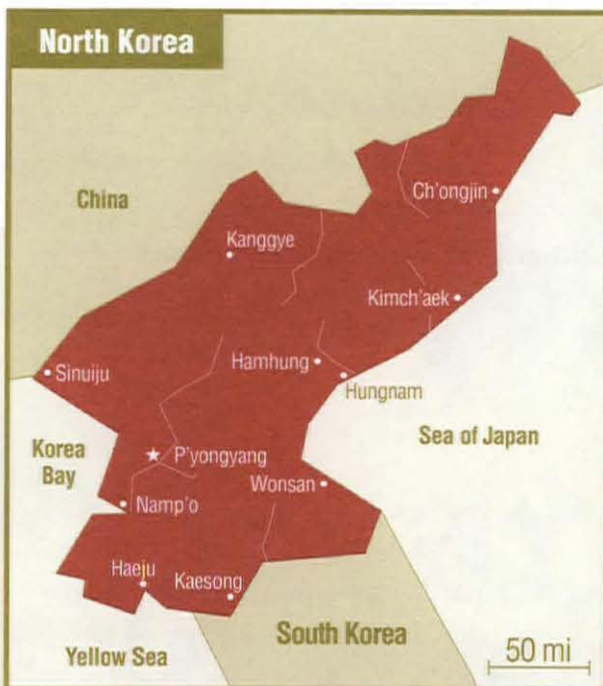 North Korea
China
Ch'ongjin
Kanggye
Kimch'aek
Hamhung
Sinuiju
Hungnam
Sea of Japan
Korea
Bay
P'yongyang
Wonsan
Namp'o
Haeju
Kaesong
South Korea
Yellow Sea
50 mi